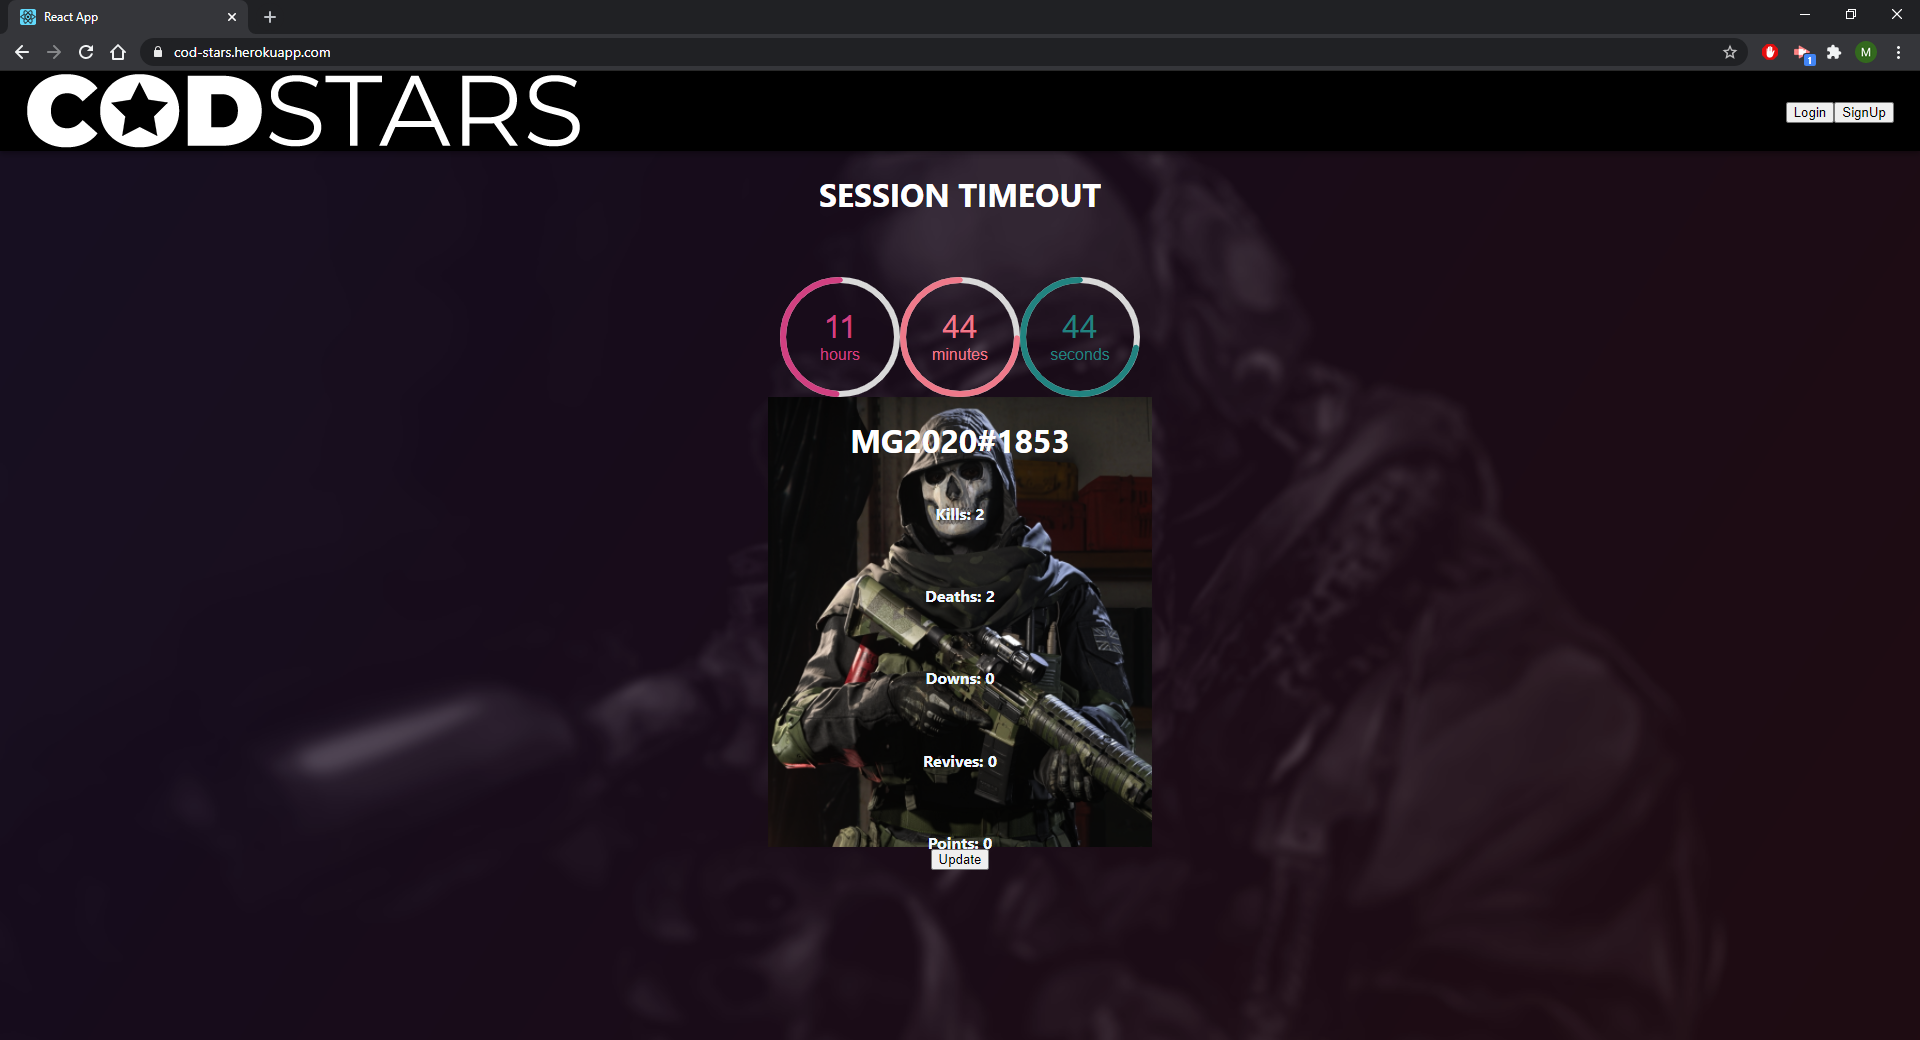 React App
cod-stars.herokuapp.com
M
1
CODSTARS
Login SignUp
SESSION TIMEOUT
11 44 44
hours minutes seconds
MG2020#1853
Kills: 2
Deaths: 2
Downs: 0
Revives: 0
Points: 0
Update